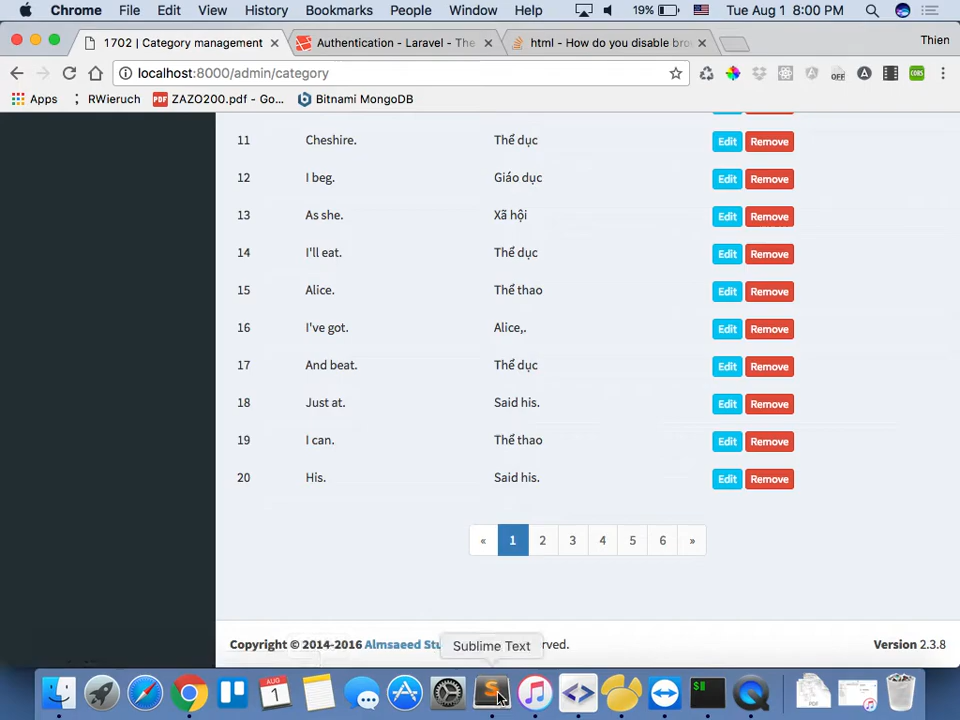 Chrome File Edit View History Bookmarks People Window Help 19% Tue Aug 1 8:00 PM
1702 | Category management Authentication - Laravel - The html - How do you disable bro Thien
localhost:8000/admin/category OFF CORS
Apps RWieruch PDF ZAZO200.pdf - Go... Bitnami MongoDB
11 Cheshire. Thể dục Edit Remove
12 I beg. Giáo dục Edit Remove
13 As she. Xã hội Edit Remove
14 I'll eat. Thể dục Edit Remove
15 Alice. Thể thao Edit Remove
16 I've got. Alice,. Edit Remove
17 And beat. Thể dục Edit Remove
18 Just at. Said his. Edit Remove
19 I can. Thể thao Edit Remove
20 His. Said his. Edit Remove
« 1 2 3 4 5 6 »
Copyright © 2014-2016 Almsaeed Stu rved. Version 2.3.8
Sublime Text
AUG
1